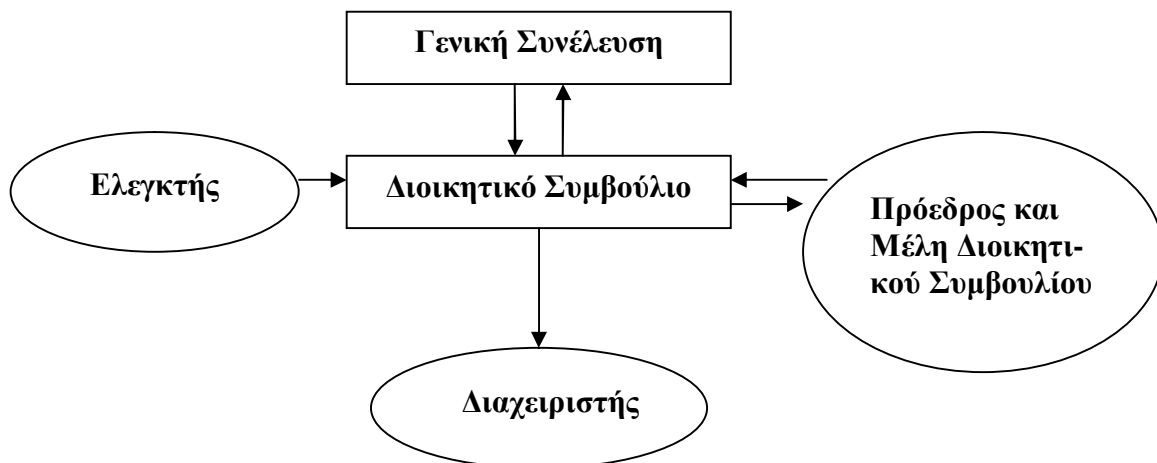 Γενική Συνέλευση
Ελεγκτής
Διοικητικό Συμβούλιο
Πρόεδρος και
Μέλη Διοικητι-
κού Συμβουλίου
Διαχειριστής